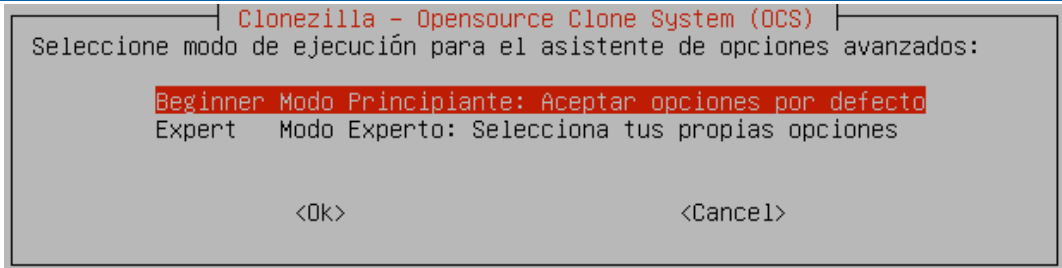 Clonezilla - Opensource Clone System (OCS)
Seleccione modo de ejecución para el asistente de opciones avanzados:
Beginner Modo Principiante: Aceptar opciones por defecto
Expert Modo Experto: Selecciona tus propias opciones
<Ok> <Cancel>